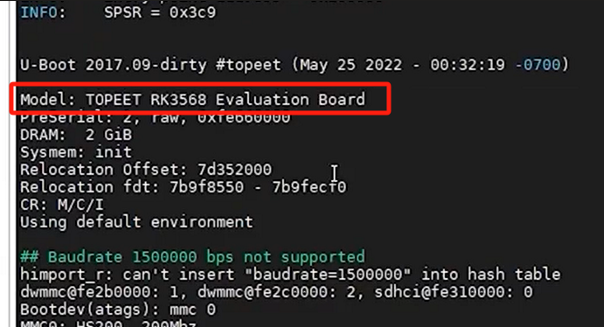 INFO:    SPSR = 0x3c9
U-Boot 2017.09-dirty #topeet (May 25 2022 - 00:32:19 -0700)
Model: TOPEET RK3568 Evaluation Board
PreSerial: 2, raw, 0xfe660000
DRAM:  2 GiB
Sysmem: init
Relocation Offset: 7d352000
Relocation fdt: 7b9f8550 - 7b9fecf0
CR: M/C/I
Using default environment
## Baudrate 1500000 bps not supported
himport_r: can't insert "baudrate=1500000" into hash table
dwmmc@fe2b0000: 1, dwmmc@fe2c0000: 2, sdhci@fe310000: 0
Bootdev(atags): mmc 0
MMC0: HS200, 200Mhz